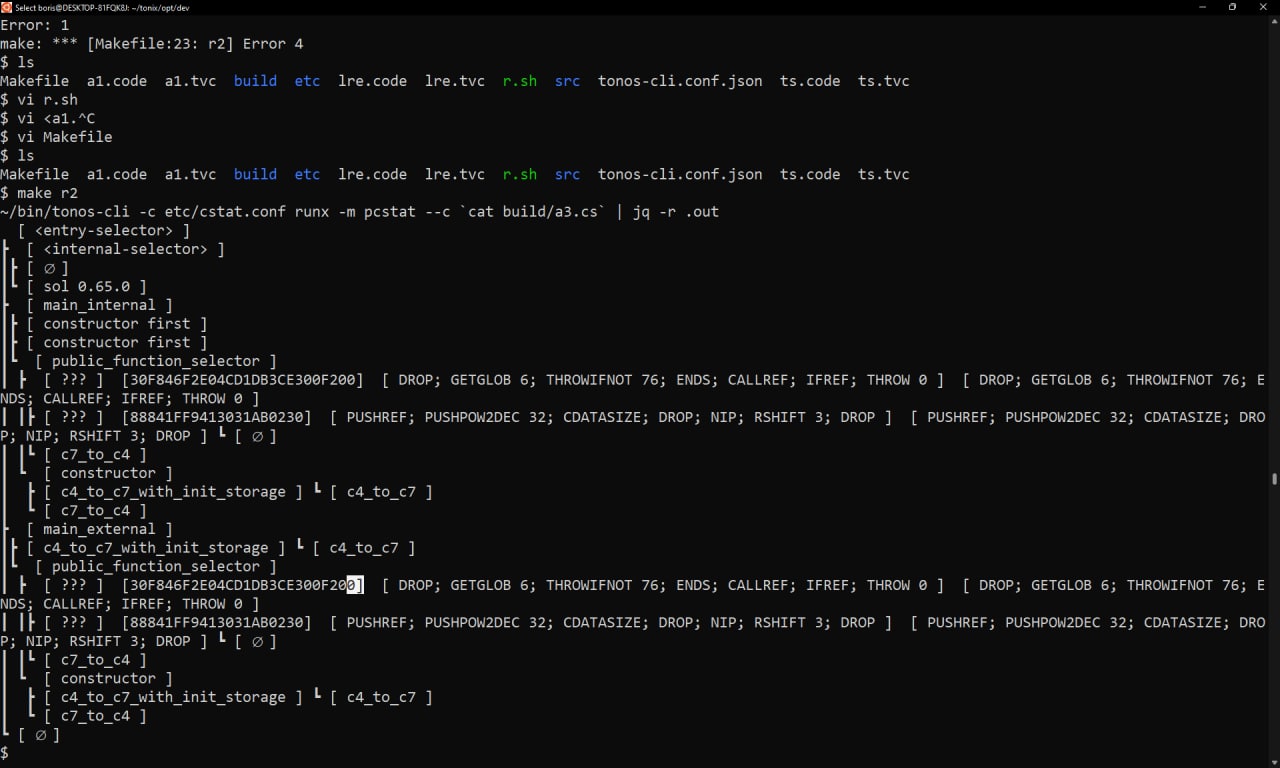 Select boris@DESKTOP-81FQK8J: ~/tonix/opt/dev
Error: 1
make: *** [Makefile:23: r2] Error 4
$ ls
Makefile  a1.code  a1.tvc  build  etc  lre.code  lre.tvc  r.sh  src  tonos-cli.conf.json  ts.code  ts.tvc
$ vi r.sh
$ vi <a1.^C
$ vi Makefile
$ ls
Makefile  a1.code  a1.tvc  build  etc  lre.code  lre.tvc  r.sh  src  tonos-cli.conf.json  ts.code  ts.tvc
$ make r2
~/bin/tonos-cli -c etc/cstat.conf runx -m pcstat --c `cat build/a3.cs` | jq -r .out
  [ <entry-selector> ]
┣  [ <internal-selector> ]
┃┣ [ ∅ ]
┃┗ [ sol 0.65.0 ]
┣  [ main_internal ]
┃┣ [ constructor first ]
┃┣ [ constructor first ]
┃┗  [ public_function_selector ]
┃ ┣  [ ??? ]  [30F846F2E04CD1DB3CE300F200]  [ DROP; GETGLOB 6; THROWIFNOT 76; ENDS; CALLREF; IFREF; THROW 0 ]  [ DROP; GETGLOB 6; THROWIFNOT 76; E
NDS; CALLREF; IFREF; THROW 0 ]
┃ ┃┣ [ ??? ]  [88841FF9413031AB0230]  [ PUSHREF; PUSHPOW2DEC 32; CDATASIZE; DROP; NIP; RSHIFT 3; DROP ]  [ PUSHREF; PUSHPOW2DEC 32; CDATASIZE; DRO
P; NIP; RSHIFT 3; DROP ] ┗ [ ∅ ]
┃ ┃┗ [ c7_to_c4 ]
┃ ┗  [ constructor ]
┃  ┣ [ c4_to_c7_with_init_storage ] ┗ [ c4_to_c7 ]
┃  ┗ [ c7_to_c4 ]
┣  [ main_external ]
┃┣ [ c4_to_c7_with_init_storage ] ┗ [ c4_to_c7 ]
┃┗  [ public_function_selector ]
┃ ┣  [ ??? ]  [30F846F2E04CD1DB3CE300F200]  [ DROP; GETGLOB 6; THROWIFNOT 76; ENDS; CALLREF; IFREF; THROW 0 ]  [ DROP; GETGLOB 6; THROWIFNOT 76; E
NDS; CALLREF; IFREF; THROW 0 ]
┃ ┃┣ [ ??? ]  [88841FF9413031AB0230]  [ PUSHREF; PUSHPOW2DEC 32; CDATASIZE; DROP; NIP; RSHIFT 3; DROP ]  [ PUSHREF; PUSHPOW2DEC 32; CDATASIZE; DRO
P; NIP; RSHIFT 3; DROP ] ┗ [ ∅ ]
┃ ┃┗ [ c7_to_c4 ]
┃ ┗  [ constructor ]
┃  ┣ [ c4_to_c7_with_init_storage ] ┗ [ c4_to_c7 ]
┃  ┗ [ c7_to_c4 ]
┗ [ ∅ ]
$